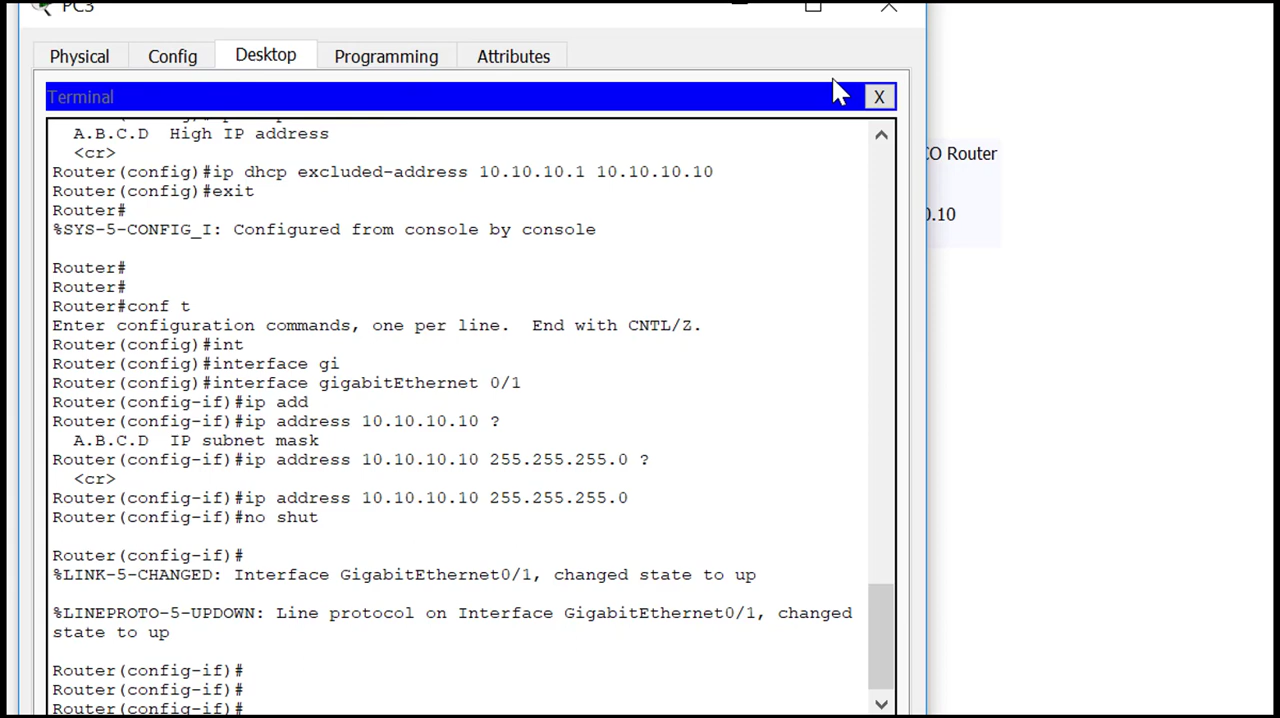 PC3
Physical Config Desktop Programming Attributes
Terminal X
A.B.C.D High IP address
<cr>
Router(config)#ip dhcp excluded-address 10.10.10.1 10.10.10.10
Router(config)#exit
Router#
%SYS-5-CONFIG_I: Configured from console by console
Router#
Router#
Router#conf t
Enter configuration commands, one per line. End with CNTL/Z.
Router(config)#int
Router(config)#interface gi
Router(config)#interface gigabitEthernet 0/1
Router(config-if)#ip add
Router(config-if)#ip address 10.10.10.10 ?
A.B.C.D IP subnet mask
Router(config-if)#ip address 10.10.10.10 255.255.255.0 ?
<cr>
Router(config-if)#ip address 10.10.10.10 255.255.255.0
Router(config-if)#no shut
Router(config-if)#
%LINK-5-CHANGED: Interface GigabitEthernet0/1, changed state to up
%LINEPROTO-5-UPDOWN: Line protocol on Interface GigabitEthernet0/1, changed
state to up
Router(config-if)#
Router(config-if)#
Router(config-if)#
CO Router
0.10